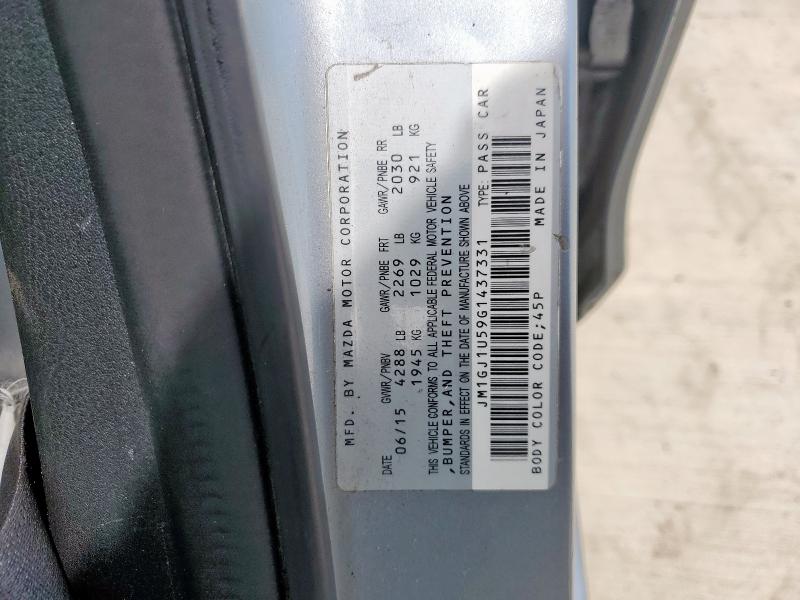 MFD. BY MAZDA MOTOR CORPORATION
DATE GVWR/PNBV GAWR/PNBE FRT GAWR/PNBE RR
06/15 4288 LB 2269 LB 2030 LB
1945 KG 1029 KG 921 KG
THIS VEHICLE CONFORMS TO ALL APPLICABLE FEDERAL MOTOR VEHICLE SAFETY
,BUMPER,AND THEFT PREVENTION
STANDARDS IN EFFECT ON THE DATE OF MANUFACTURE SHOWN ABOVE
JM1GJ1U59G1437331 TYPE: PASS CAR
BODY COLOR CODE;45P MADE IN JAPAN